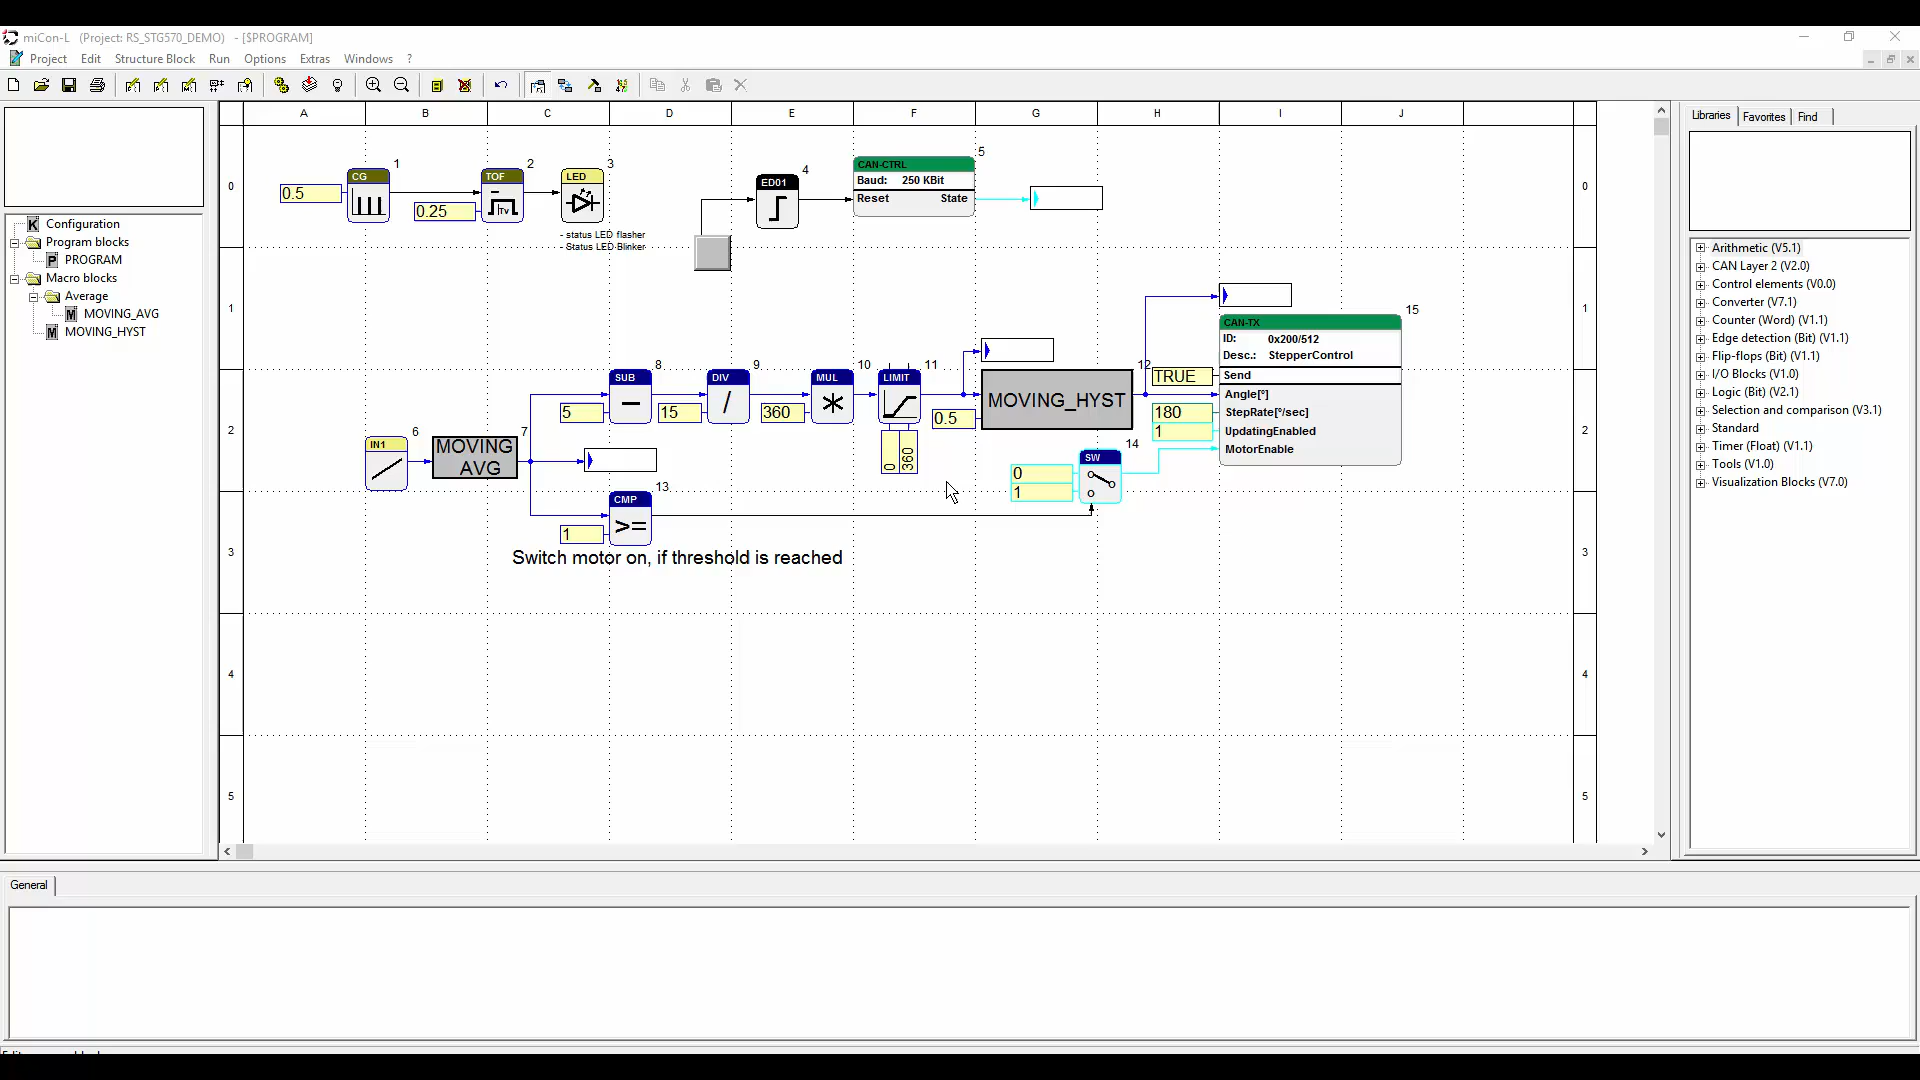 miCon-L (Project: RS_STG570_DEMO) - [$PROGRAM]
Project Edit Structure Block Run Options Extras Windows ?
A B C D E F G H I J
Libraries Favorites Find
Configuration
Program blocks
PROGRAM
Macro blocks
Average
MOVING_AVG
MOVING_HYST
0
0.5
CG
1
0.25
TOF
Tv
2
LED
3
- status LED flasher
- Status LED Blinker
ED01
4
CAN-CTRL
5
Baud: 250 KBit
Reset State
0
1
1
IN1
6
MOVING
AVG
7
SUB
8
5
DIV
/
9
15
MUL
10
360
LIMIT
11
0
360
0.5
MOVING_HYST
12
CMP
13
>=
1
Switch motor on, if threshold is reached
SW
14
0
1
CAN-TX
15
ID: 0x200/512
Desc.: StepperControl
TRUE Send
Angle[°]
180 StepRate[°/sec]
1 UpdatingEnabled
MotorEnable
2
2
3
3
4
4
5
5
Arithmetic (V5.1)
CAN Layer 2 (V2.0)
Control elements (V0.0)
Converter (V7.1)
Counter (Word) (V1.1)
Edge detection (Bit) (V1.1)
Flip-flops (Bit) (V1.1)
I/O Blocks (V1.0)
Logic (Bit) (V2.1)
Selection and comparison (V3.1)
Standard
Timer (Float) (V1.1)
Tools (V1.0)
Visualization Blocks (V7.0)
General